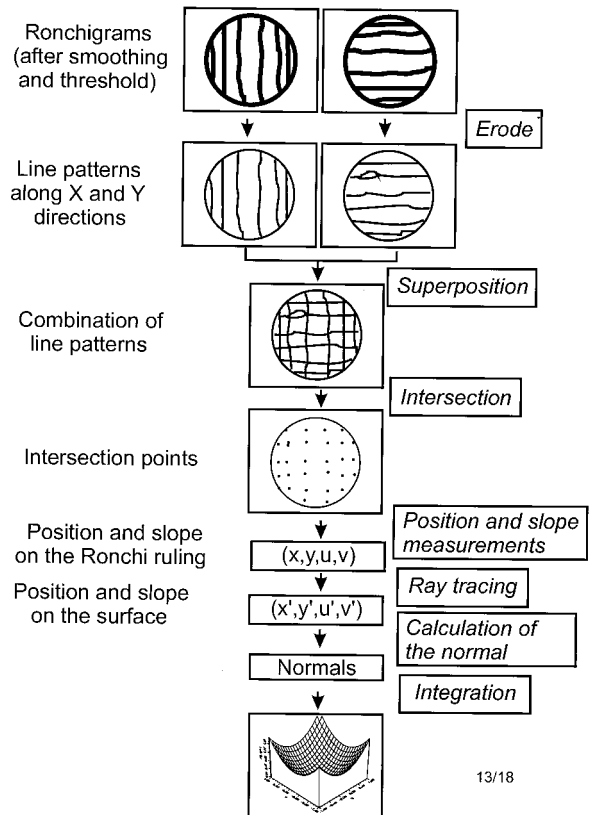 Ronchigrams
(after smoothing
and threshold)
Erode
Line patterns
along X and Y
directions
Superposition
Combination of
line patterns
Intersection
Intersection points
Position and slope
on the Ronchi ruling
(x,y,u,v)
Position and slope
measurements
Ray tracing
Position and slope
on the surface
(x',y',u',v')
Calculation of
the normal
Normals
Integration
13/18